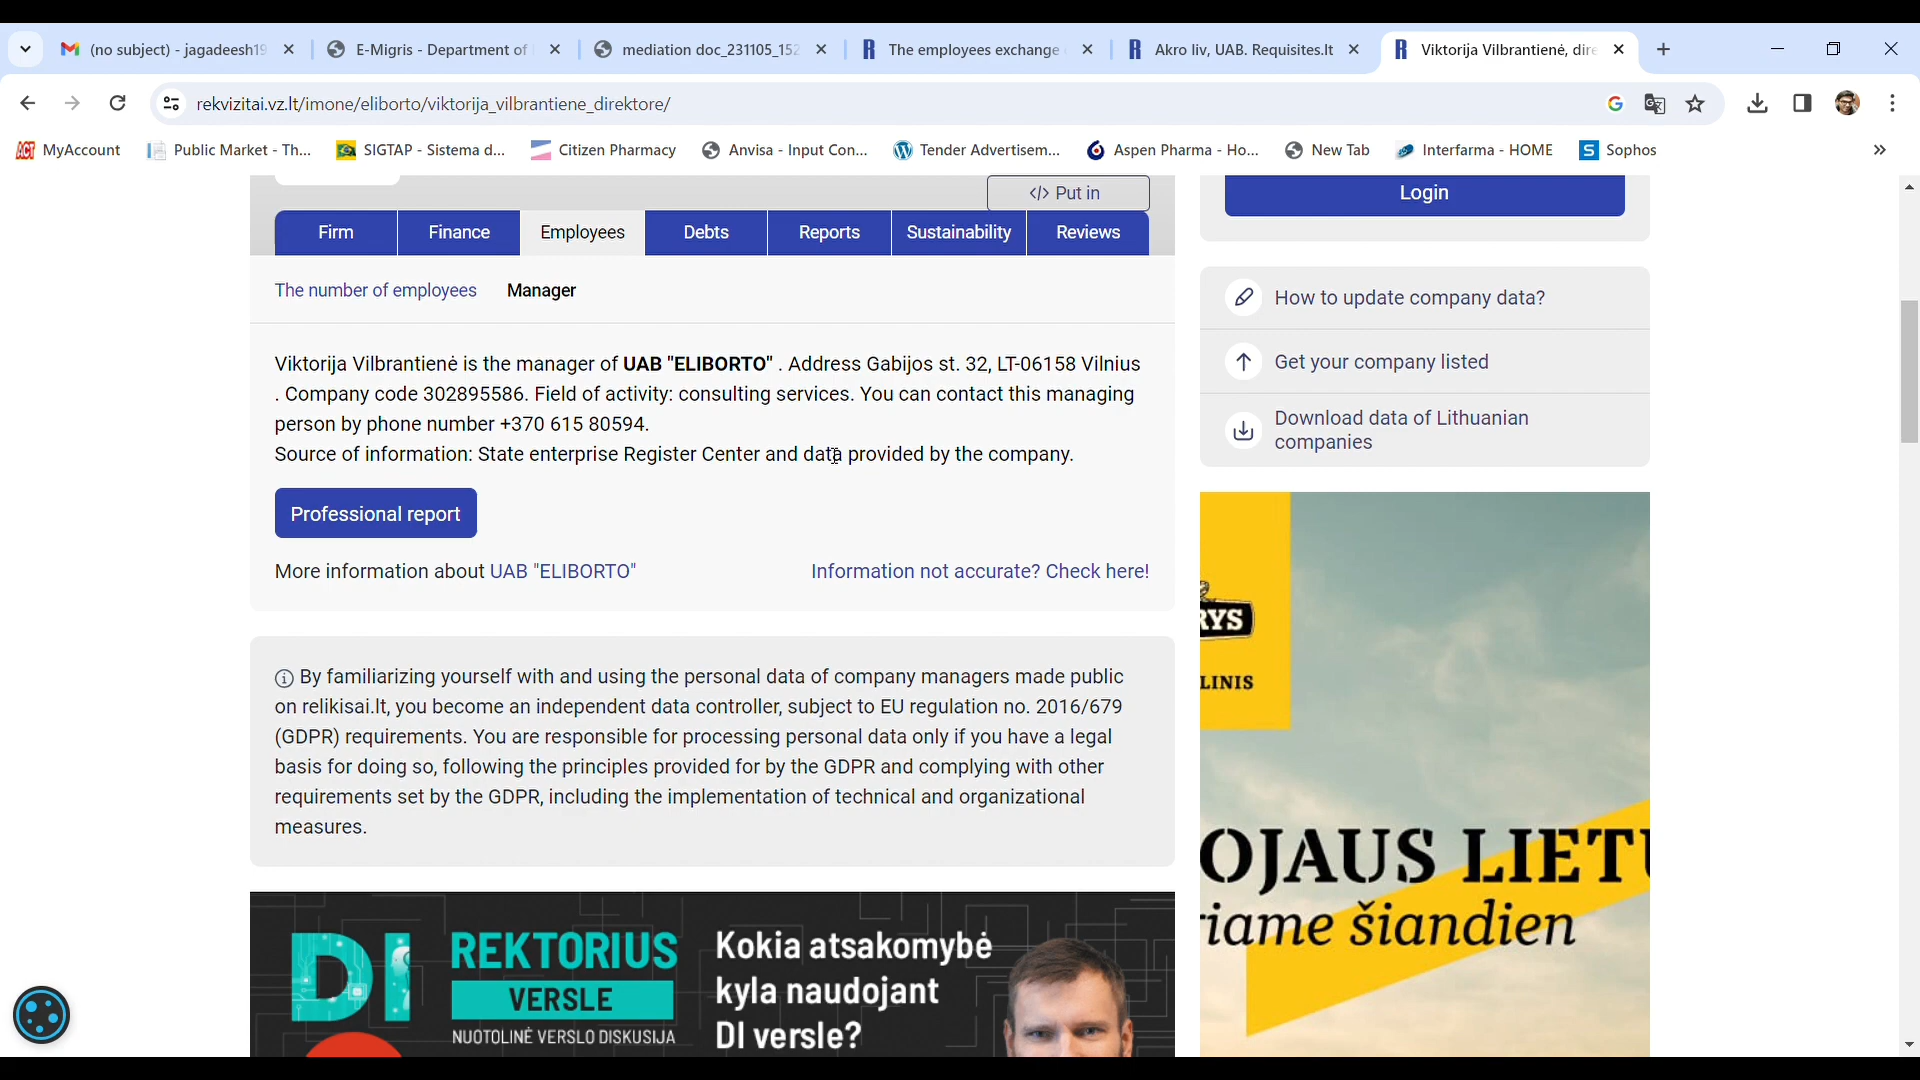 (no subject) - jagadeesh19
E-Migris - Department of
mediation doc_231105_152
The employees exchange
Akro liv, UAB. Requisites.lt
Viktorija Vilbrantienė, dire
rekvizitai.vz.lt/imone/eliborto/viktorija_vilbrantiene_direktore/
MyAccount
Public Market - Th...
SIGTAP - Sistema d...
Citizen Pharmacy
Anvisa - Input Con...
Tender Advertisem...
Aspen Pharma - Ho...
New Tab
Interfarma - HOME
Sophos
</> Put in
Login
Firm
Finance
Employees
Debts
Reports
Sustainability
Reviews
The number of employees
Manager
Viktorija Vilbrantienė is the manager of UAB "ELIBORTO" . Address Gabijos st. 32, LT-06158 Vilnius
. Company code 302895586. Field of activity: consulting services. You can contact this managing
person by phone number +370 615 80594.
Source of information: State enterprise Register Center and data provided by the company.
Professional report
More information about UAB "ELIBORTO"
Information not accurate? Check here!
How to update company data?
Get your company listed
Download data of Lithuanian
companies
By familiarizing yourself with and using the personal data of company managers made public
on relikisai.lt, you become an independent data controller, subject to EU regulation no. 2016/679
(GDPR) requirements. You are responsible for processing personal data only if you have a legal
basis for doing so, following the principles provided for by the GDPR and complying with other
requirements set by the GDPR, including the implementation of technical and organizational
measures.
RYS
LINIS
OJAUS LIETU
riame šiandien
DI
REKTORIUS
VERSLE
NUOTOLINĖ VERSLO DISKUSIJA
Kokia atsakomybė
kyla naudojant
DI versle?